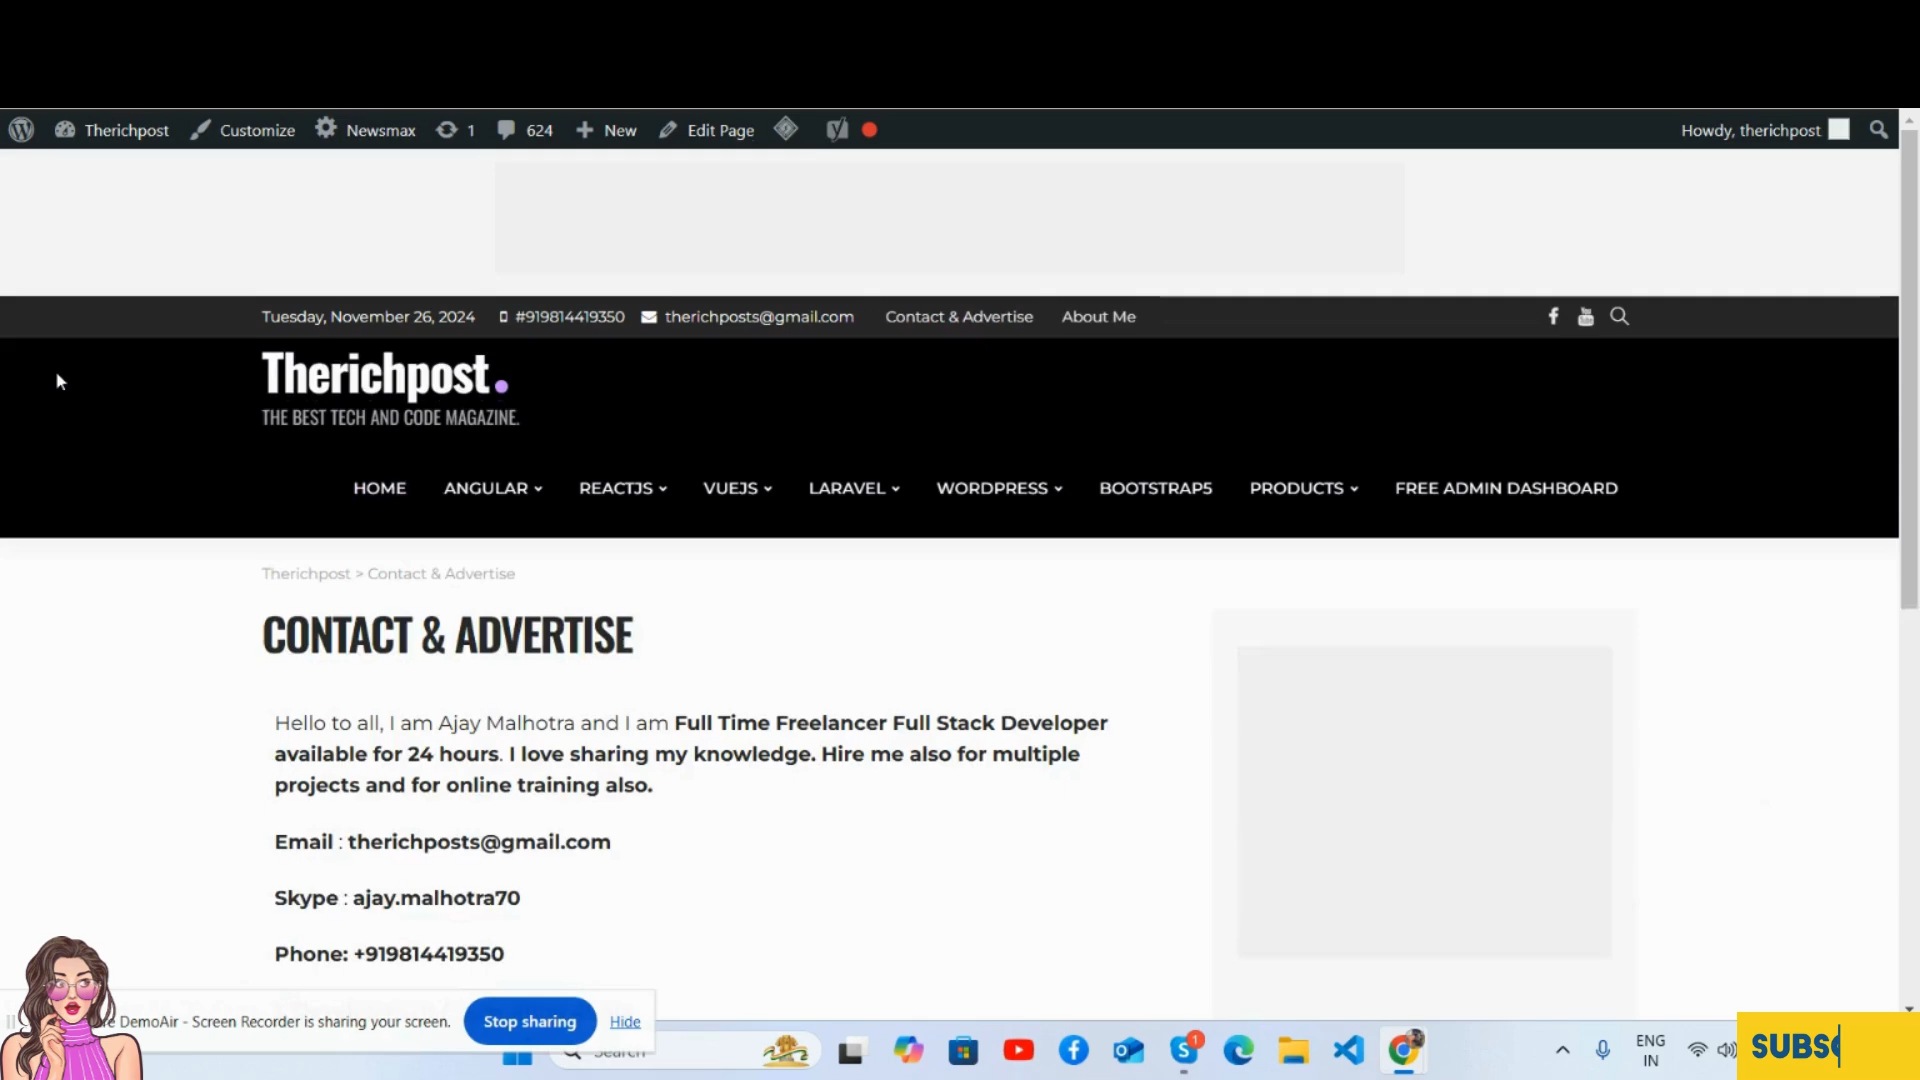 Therichpost Customize Newsmax 1 624 New Edit Page Howdy, therichpost
Tuesday, November 26, 2024 #919814419350 therichposts@gmail.com Contact & Advertise About Me
Therichpost.
THE BEST TECH AND CODE MAGAZINE.
HOME ANGULAR REACTJS VUEJS LARAVEL WORDPRESS BOOTSTRAP5 PRODUCTS FREE ADMIN DASHBOARD
Therichpost > Contact & Advertise
CONTACT & ADVERTISE
Hello to all, I am Ajay Malhotra and I am Full Time Freelancer Full Stack Developer
available for 24 hours. I love sharing my knowledge. Hire me also for multiple
projects and for online training also.
Email : therichposts@gmail.com
Skype : ajay.malhotra70
Phone: +919814419350
DemoAir - Screen Recorder is sharing your screen. Stop sharing Hide
Search 1 ENG
IN
SUBS